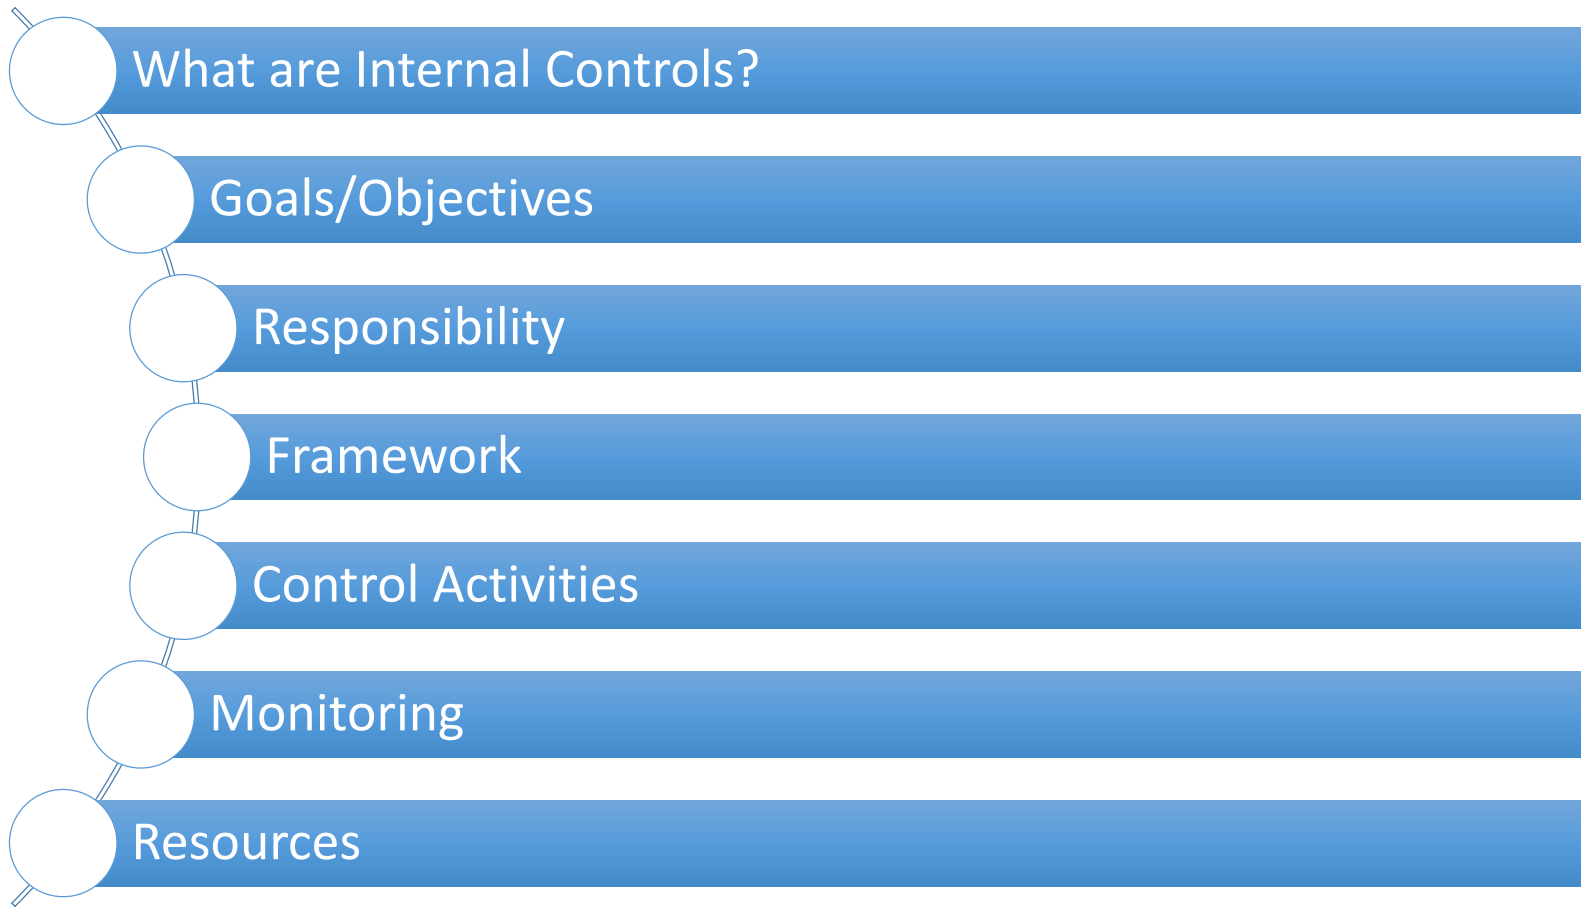 What are Internal Controls?
Goals/Objectives
Responsibility
Framework
Control Activities
Monitoring
Resources